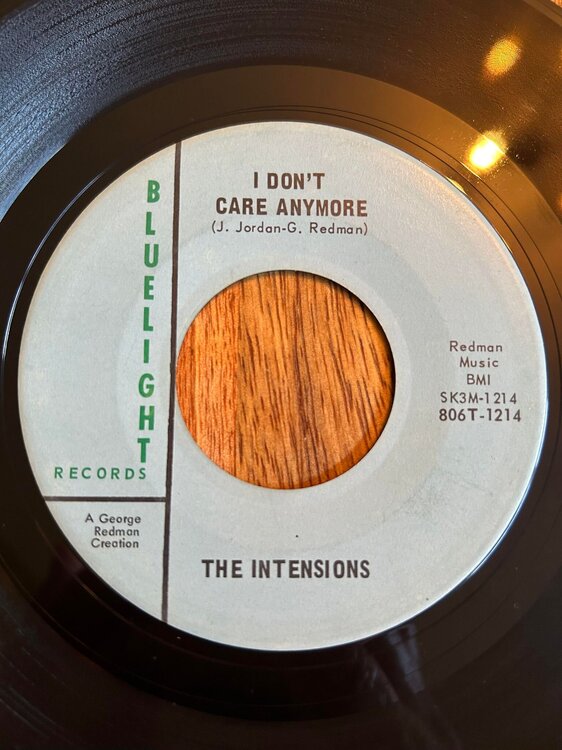 BLUELIGHT
RECORDS
A George
Redman
Creation
I DON'T
CARE ANYMORE
(J. Jordan-G. Redman)
Redman
Music
BMI
SK3M-1214
806T-1214
THE INTENSIONS